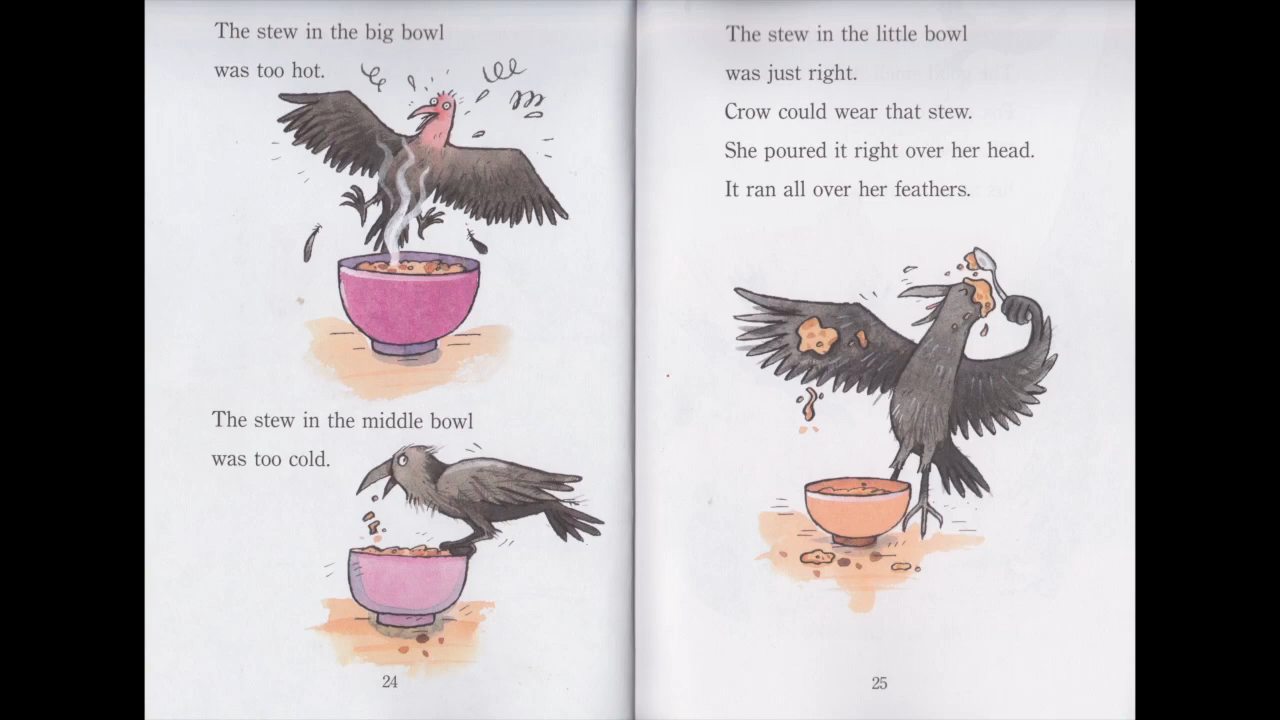 The stew in the big bowl
was too hot.
The stew in the middle bowl
was too cold.
24
The stew in the little bowl
was just right.
Crow could wear that stew.
She poured it right over her head.
It ran all over her feathers.
25